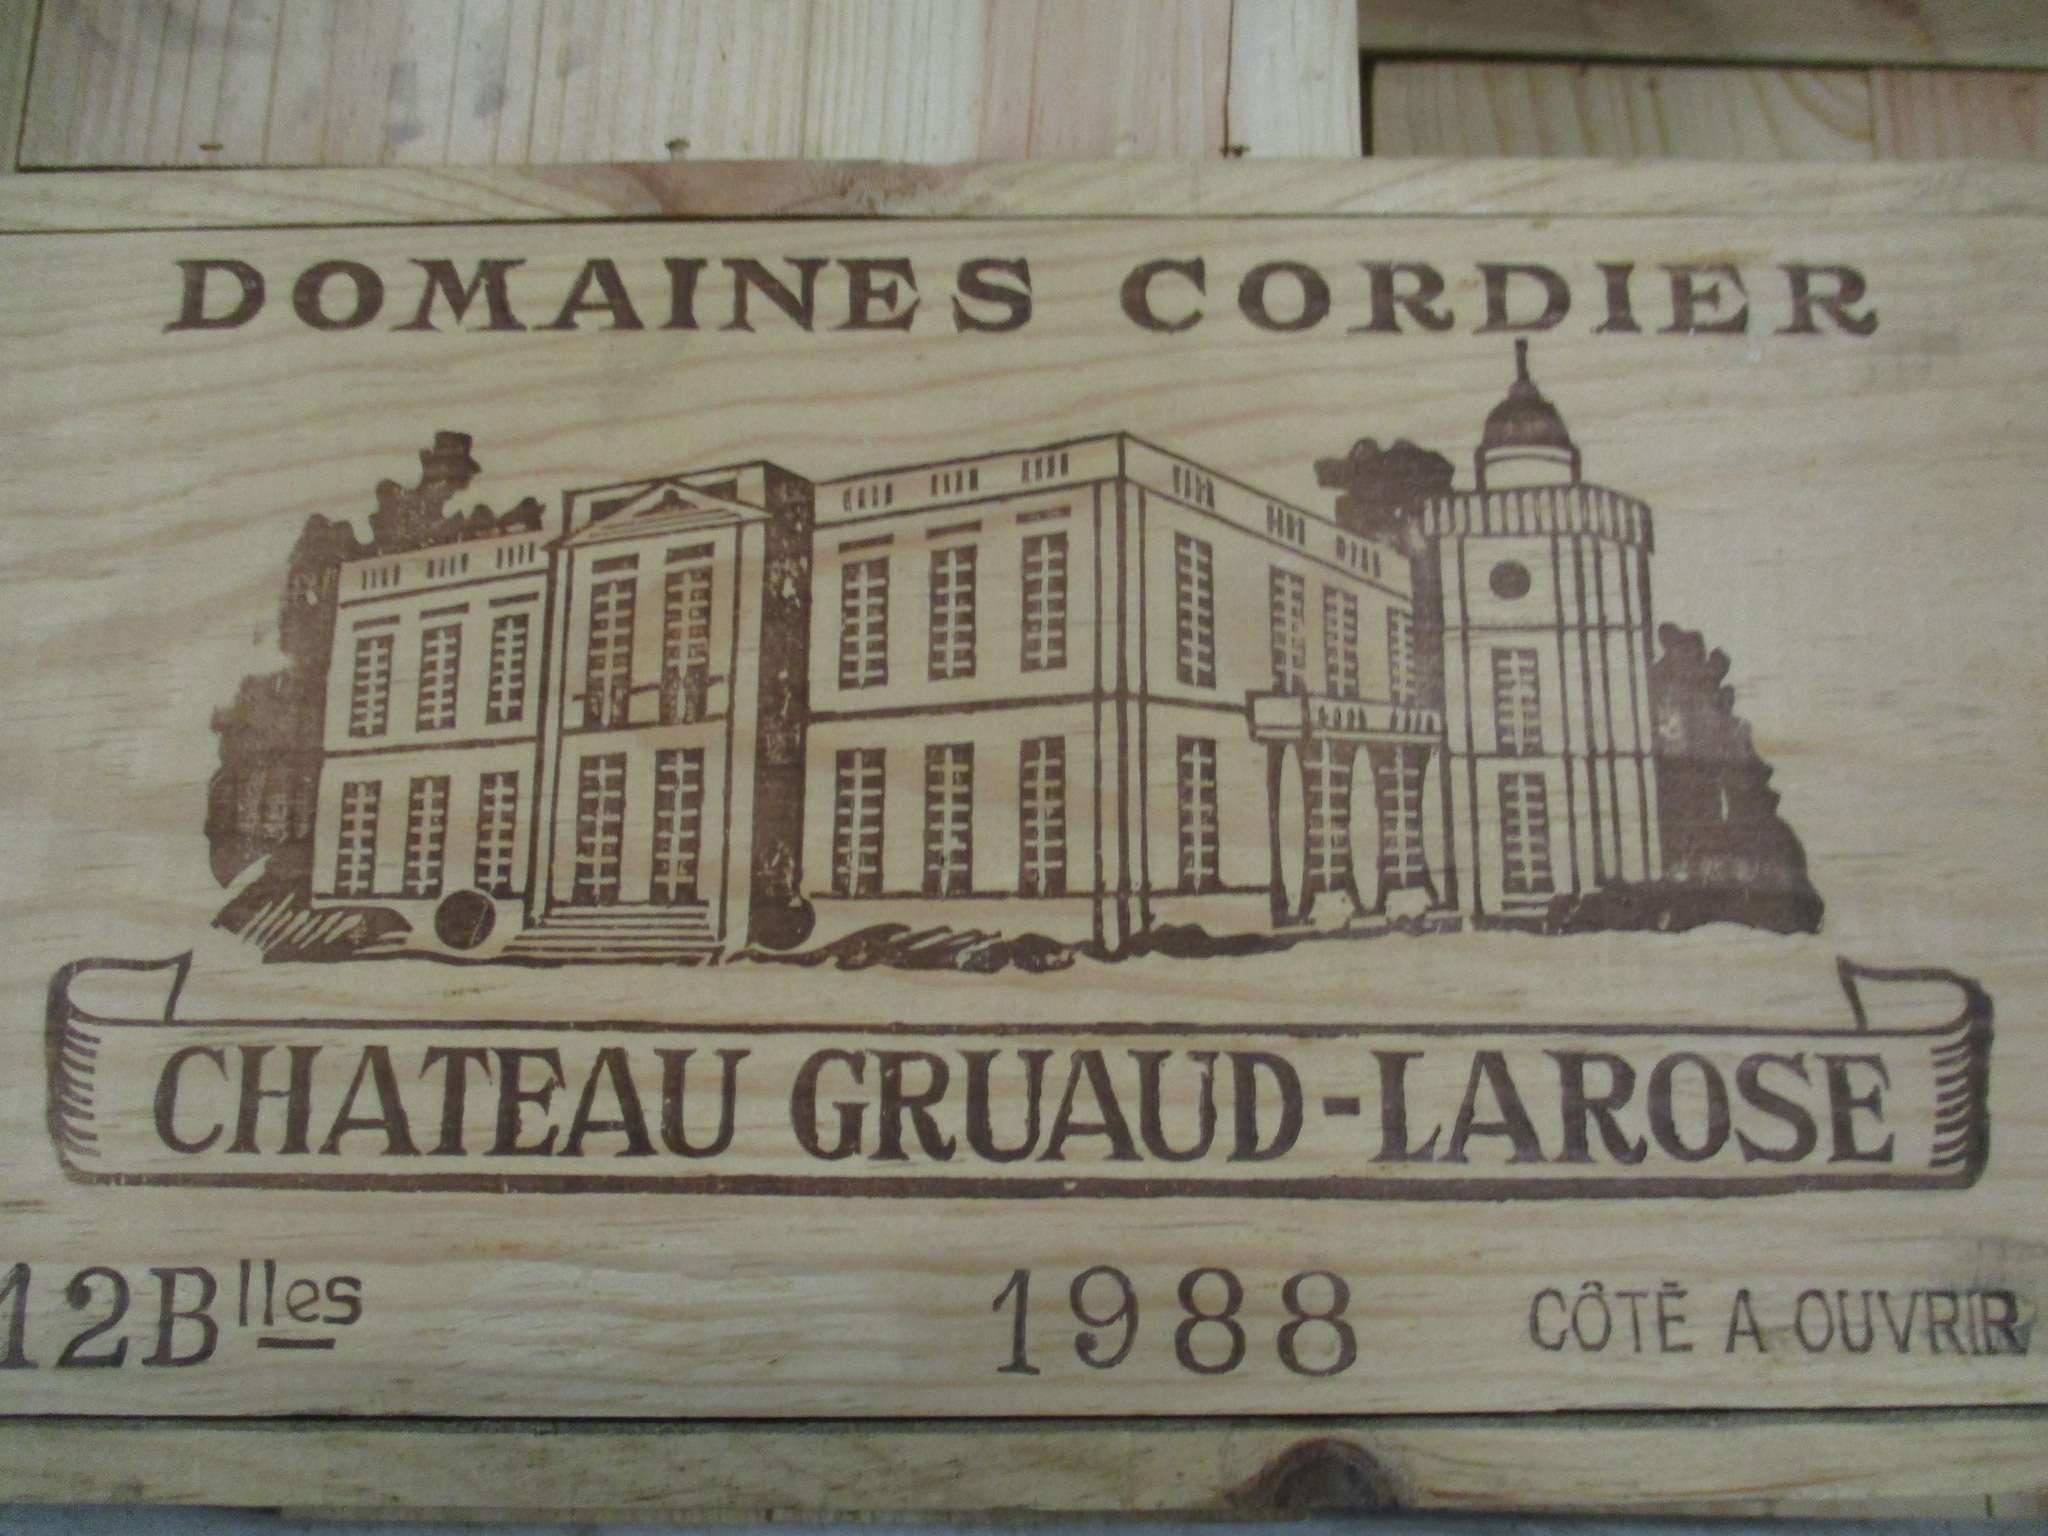 DOMAINES CORDIER
CHATEAU GRUAUD-LAROSE
12Blles 1988 CÔTÉ A OUVRIR